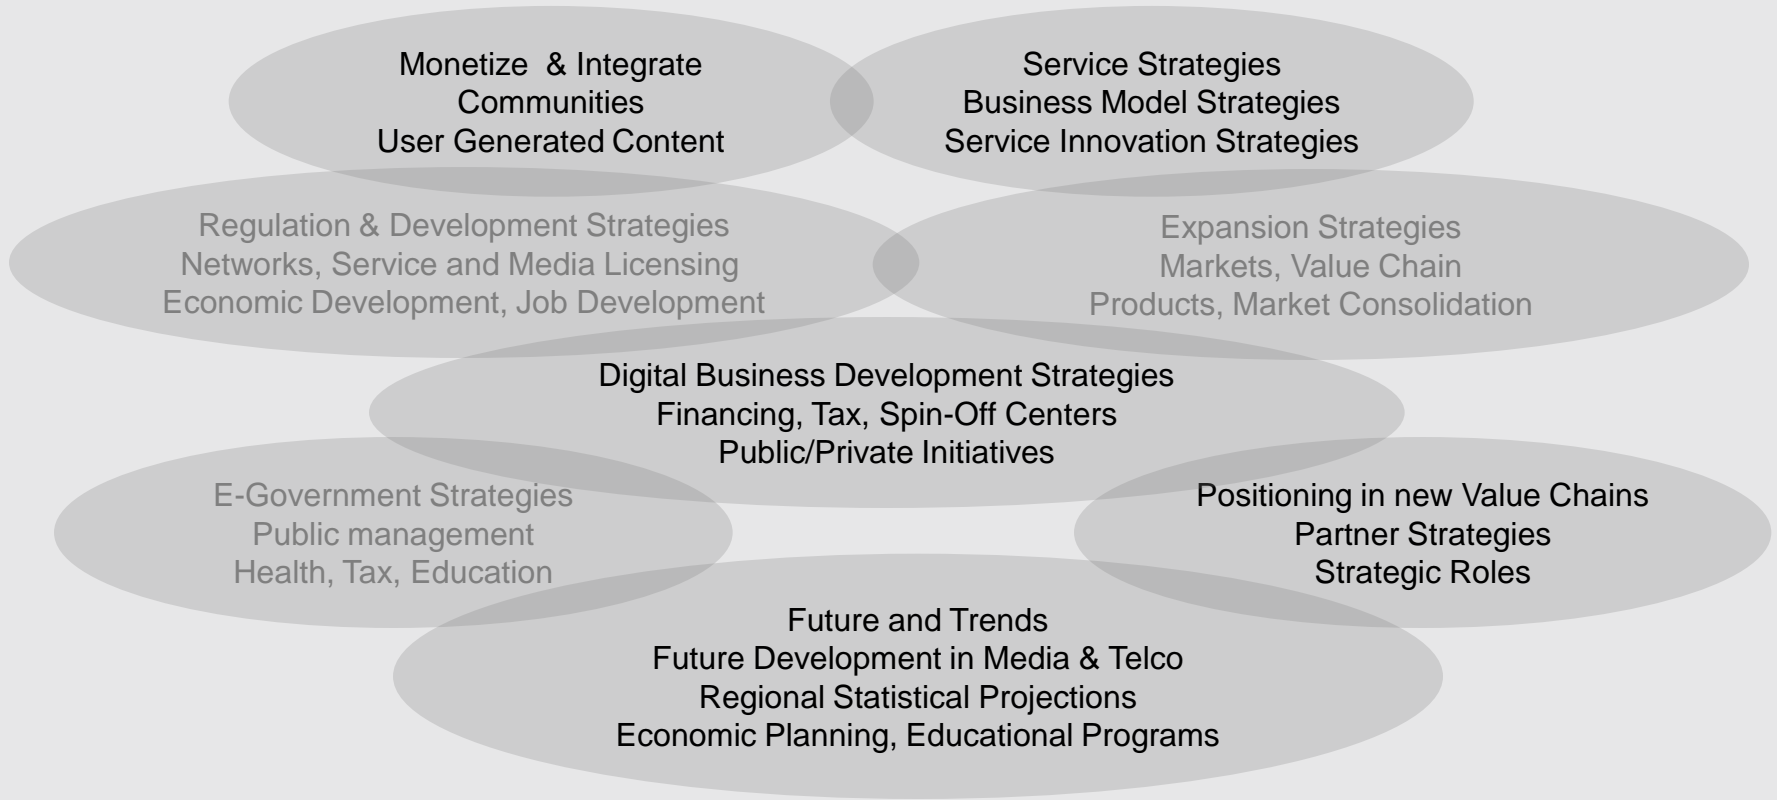 Monetize & Integrate
Communities
User Generated Content
Service Strategies
Business Model Strategies
Service Innovation Strategies
Regulation & Development Strategies
Networks, Service and Media Licensing
Economic Development, Job Development
Expansion Strategies
Markets, Value Chain
Products, Market Consolidation
Digital Business Development Strategies
Financing, Tax, Spin-Off Centers
Public/Private Initiatives
E-Government Strategies
Public management
Health, Tax, Education
Positioning in new Value Chains
Partner Strategies
Strategic Roles
Future and Trends
Future Development in Media & Telco
Regional Statistical Projections
Economic Planning, Educational Programs